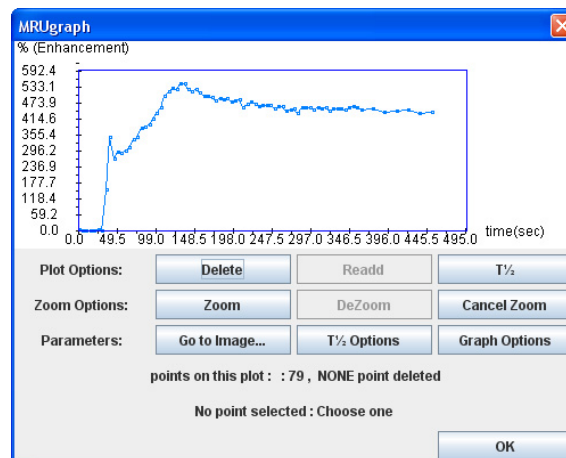 MRUgraph
% (Enhancement)
592.4
533.1
473.9
414.6
355.4
296.2
236.9
177.7
118.4
59.2
0.0
0.0 49.5 99.0 148.5 198.0 247.5 297.0 346.5 396.0 445.5 495.0 time(sec)
Plot Options: Delete Readd T½
Zoom Options: Zoom DeZoom Cancel Zoom
Parameters: Go to Image... T½ Options Graph Options
points on this plot : : 79 , NONE point deleted
No point selected : Choose one
OK